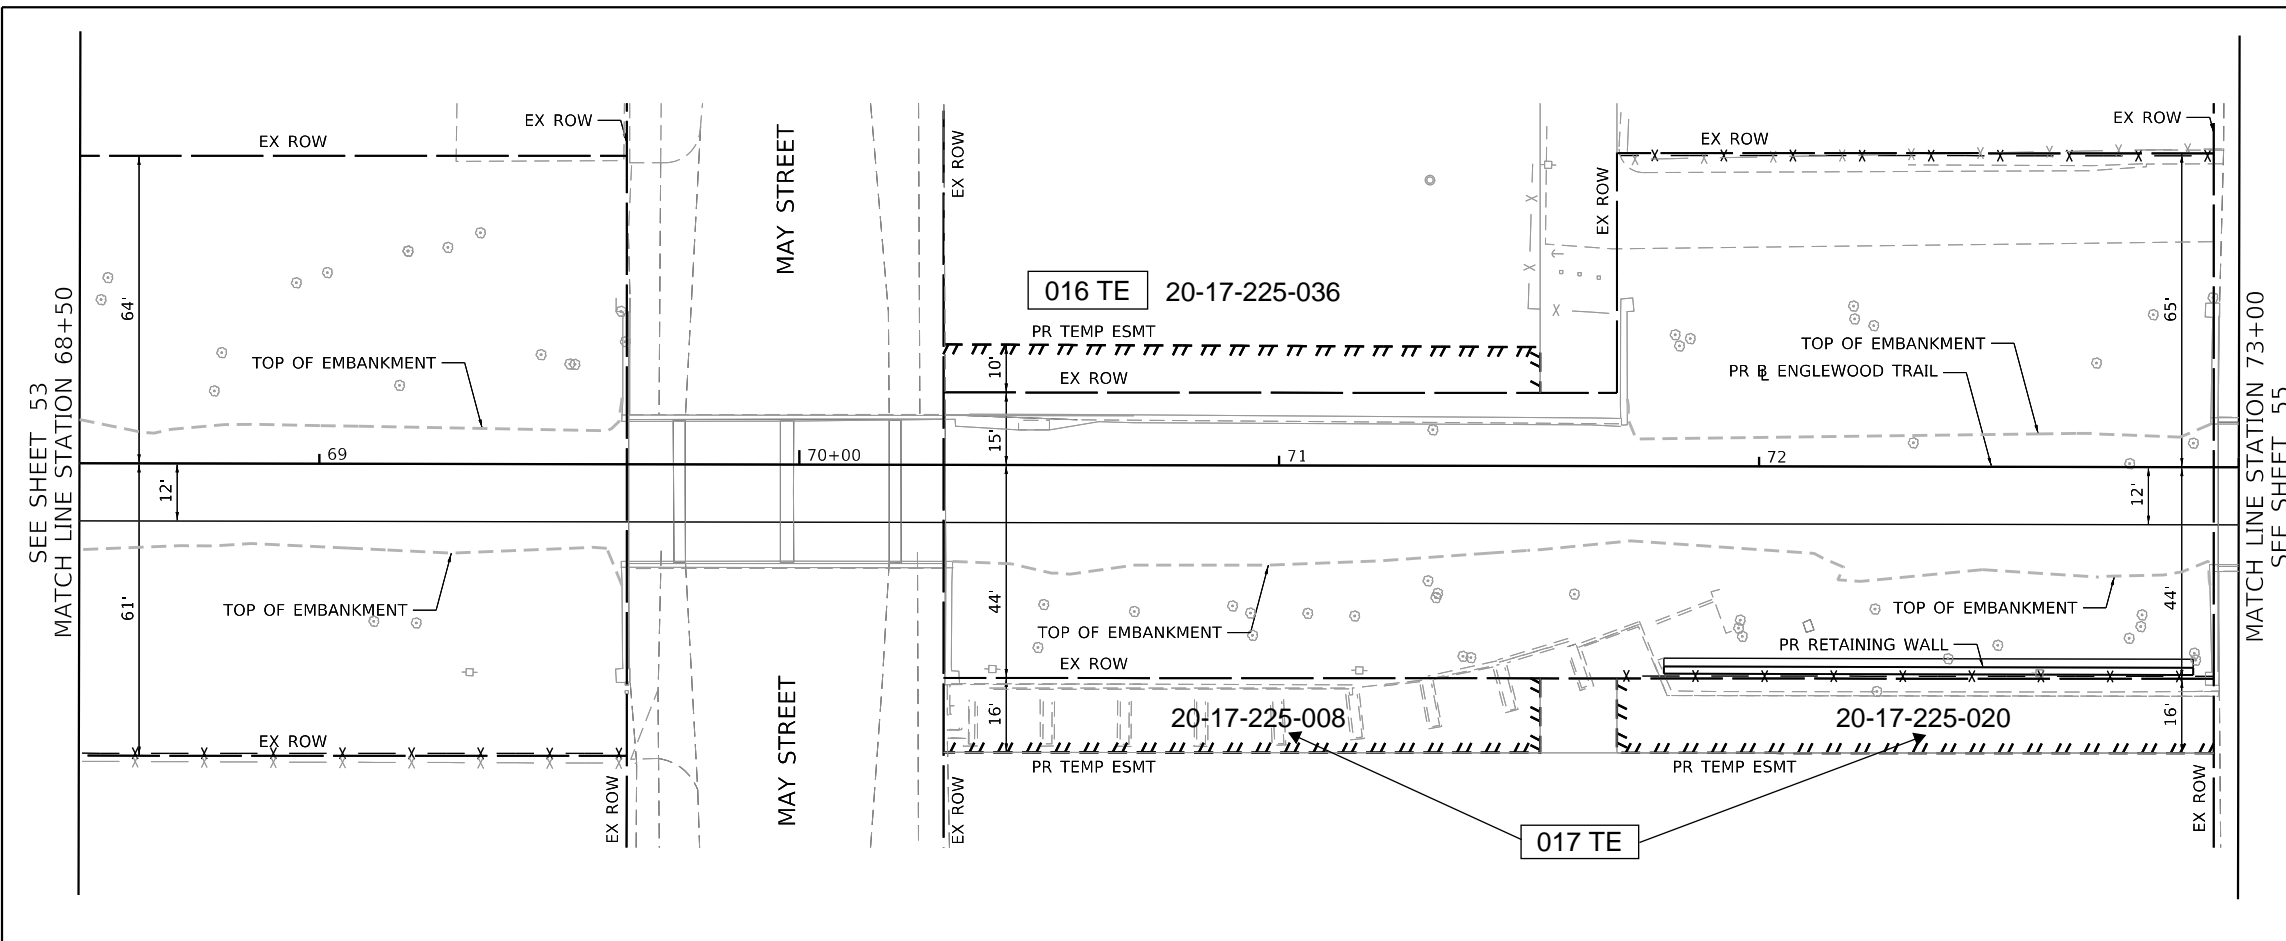 EX ROW
EX ROW
EX ROW
EX ROW
MAY STREET
EX ROW
EX ROW
64'
016 TE
20-17-225-036
65'
PR TEMP ESMT
TOP OF EMBANKMENT
10'
EX ROW
TOP OF EMBANKMENT
PR BL ENGLEWOOD TRAIL
SEE SHEET 53
MATCH LINE STATION 68+50
MATCH LINE STATION 73+00
SEE SHEET 55
15'
69
70+00
71
72
12'
12'
61'
TOP OF EMBANKMENT
44'
TOP OF EMBANKMENT
44'
TOP OF EMBANKMENT
PR RETAINING WALL
EX ROW
16'
20-17-225-008
20-17-225-020
16'
EX ROW
MAY STREET
PR TEMP ESMT
PR TEMP ESMT
EX ROW
EX ROW
EX ROW
017 TE